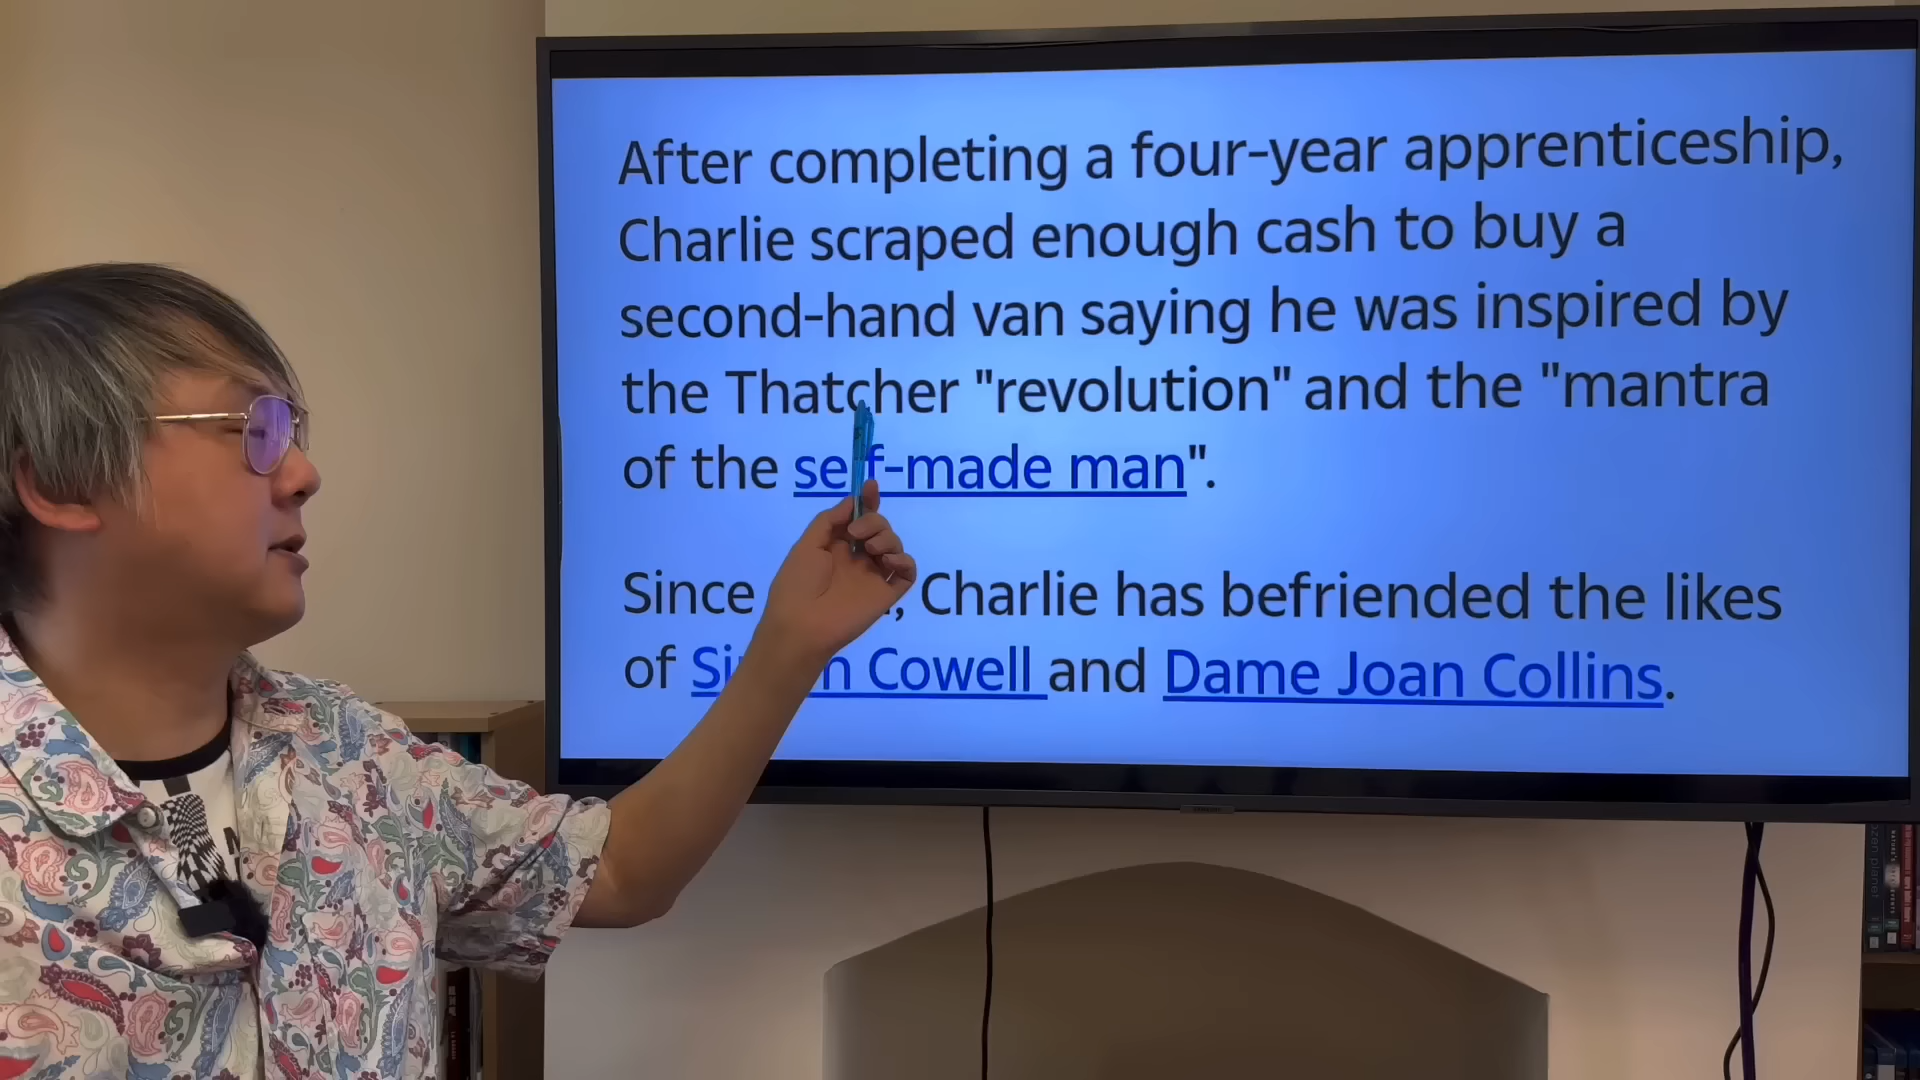 After completing a four-year apprenticeship,
Charlie scraped enough cash to buy a
second-hand van saying he was inspired by
the Thatcher "revolution" and the "mantra
of the self-made man".
Since , Charlie has befriended the likes
of Simon Cowell and Dame Joan Collins.